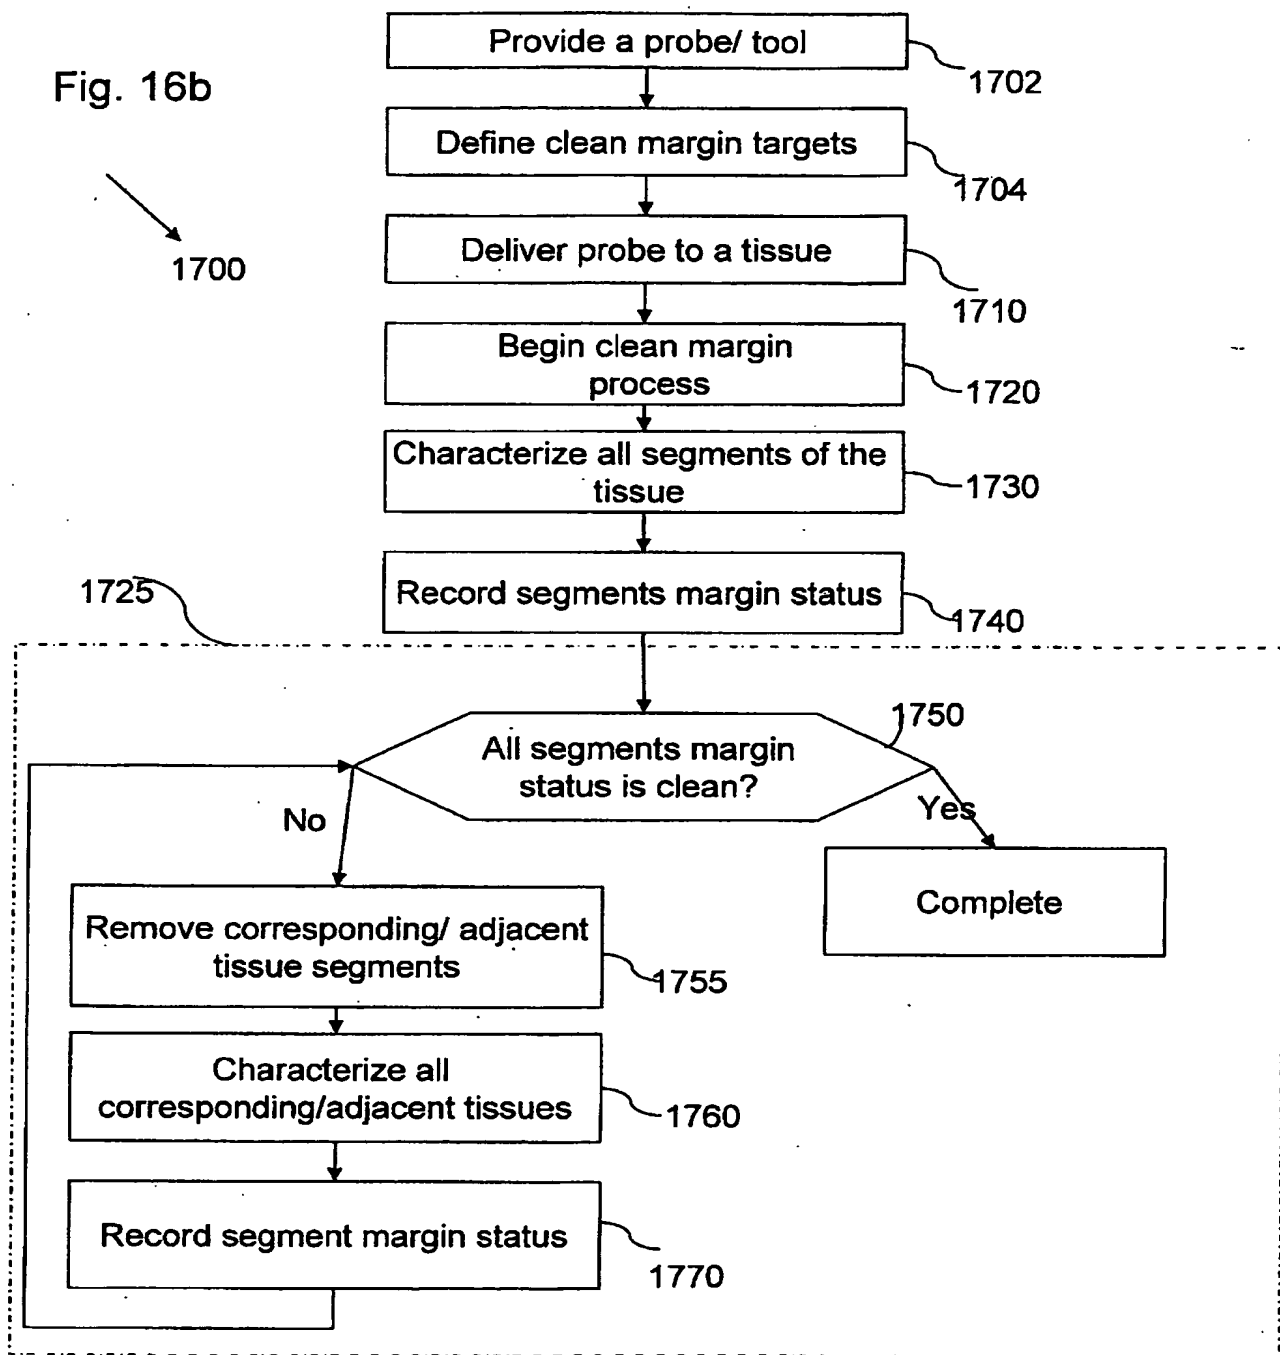 Fig. 16b
1700
Provide a probe/ tool
1702
Define clean margin targets
1704
Deliver probe to a tissue
1710
Begin clean margin
process
1720
Characterize all segments of the
tissue
1730
Record segments margin status
1740
1725
All segments margin
status is clean?
1750
No
Yes
Complete
Remove corresponding/ adjacent
tissue segments
1755
Characterize all
corresponding/adjacent tissues
1760
Record segment margin status
1770